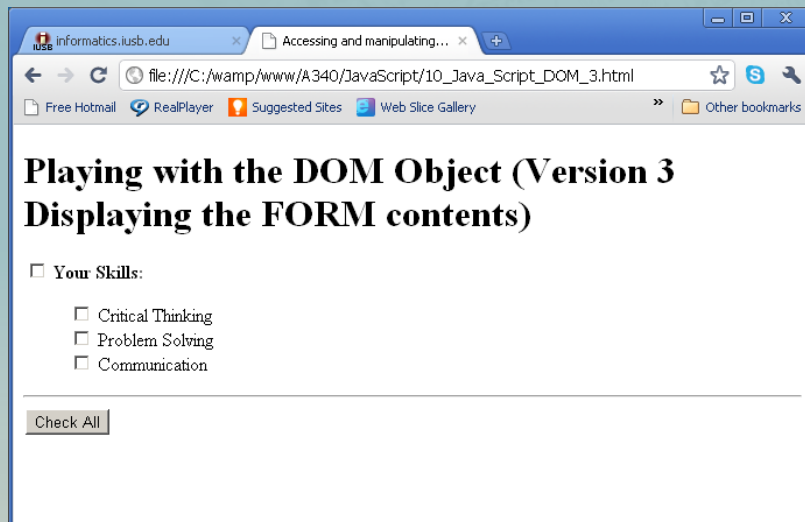 informatics.iusb.edu
Accessing and manipulating...
IUSB
file:///C:/wamp/www/A340/JavaScript/10_Java_Script_DOM_3.html
Free Hotmail RealPlayer Suggested Sites Web Slice Gallery » Other bookmarks
Playing with the DOM Object (Version 3
Displaying the FORM contents)
Your Skills:
Critical Thinking
Problem Solving
Communication
Check All